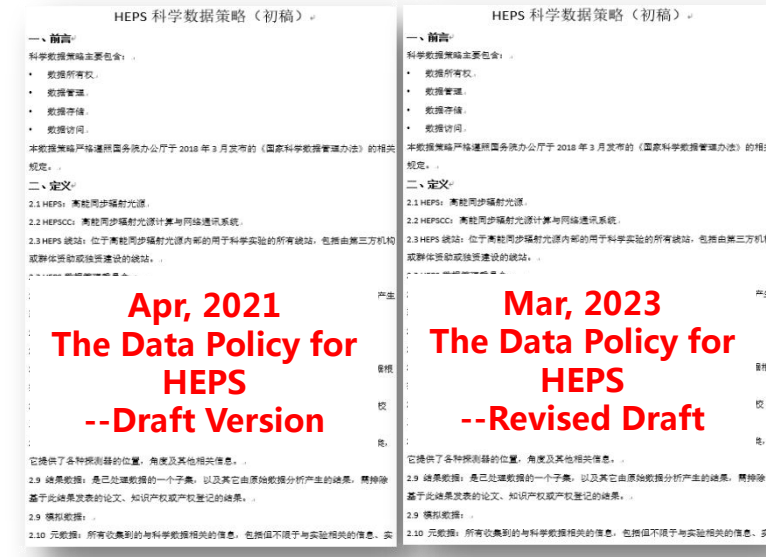 HEPS 科学数据策略（初稿）
一、前言
科学数据策略主要包含：
• 数据所有权
• 数据管理
• 数据存储
• 数据访问
本数据策略严格遵照国务院办公厅于 2018 年 3 月发布的《国家科学数据管理办法》的相关
规定。
二、定义
2.1 HEPS：高能同步辐射光源
2.2 HEPSCC：高能同步辐射光源计算与网络通讯系统
2.3 HEPS 线站：位于高能同步辐射光源内部的用于科学实验的所有线站，包括由第三方机构
或群体资助或独资建设的线站。
产生
Apr, 2021
The Data Policy for
HEPS
--Draft Version
据根
校
它提供了各种探测器的位置，角度及其他相关信息。
2.9 结果数据：是已处理数据的一个子集，以及其它由原始数据分析产生的结果，需排除
基于此结果发表的论文、知识产权或产权登记的结果。
2.9 模拟数据：
2.10 元数据：所有收集到的与科学数据相关的信息，包括但不限于与实验相关的信息、实
HEPS 科学数据策略（初稿）
一、前言
科学数据策略主要包含：
• 数据所有权
• 数据管理
• 数据存储
• 数据访问
本数据策略严格遵照国务院办公厅于 2018 年 3 月发布的《国家科学数据管理办法》的相
规定。
二、定义
2.1 HEPS：高能同步辐射光源
2.2 HEPSCC：高能同步辐射光源计算与网络通讯系统
2.3 HEPS 线站：位于高能同步辐射光源内部的用于科学实验的所有线站，包括由第三方机
或群体资助或独资建设的线站。
Mar, 2023
The Data Policy for
HEPS
--Revised Draft
校
它提供了各种探测器的位置，角度及其他相关信息。
2.9 结果数据：是已处理数据的一个子集，以及其它由原始数据分析产生的结果，需排除
基于此结果发表的论文、知识产权或产权登记的结果。
2.9 模拟数据：
2.10 元数据：所有收集到的与科学数据相关的信息，包括但不限于与实验相关的信息、